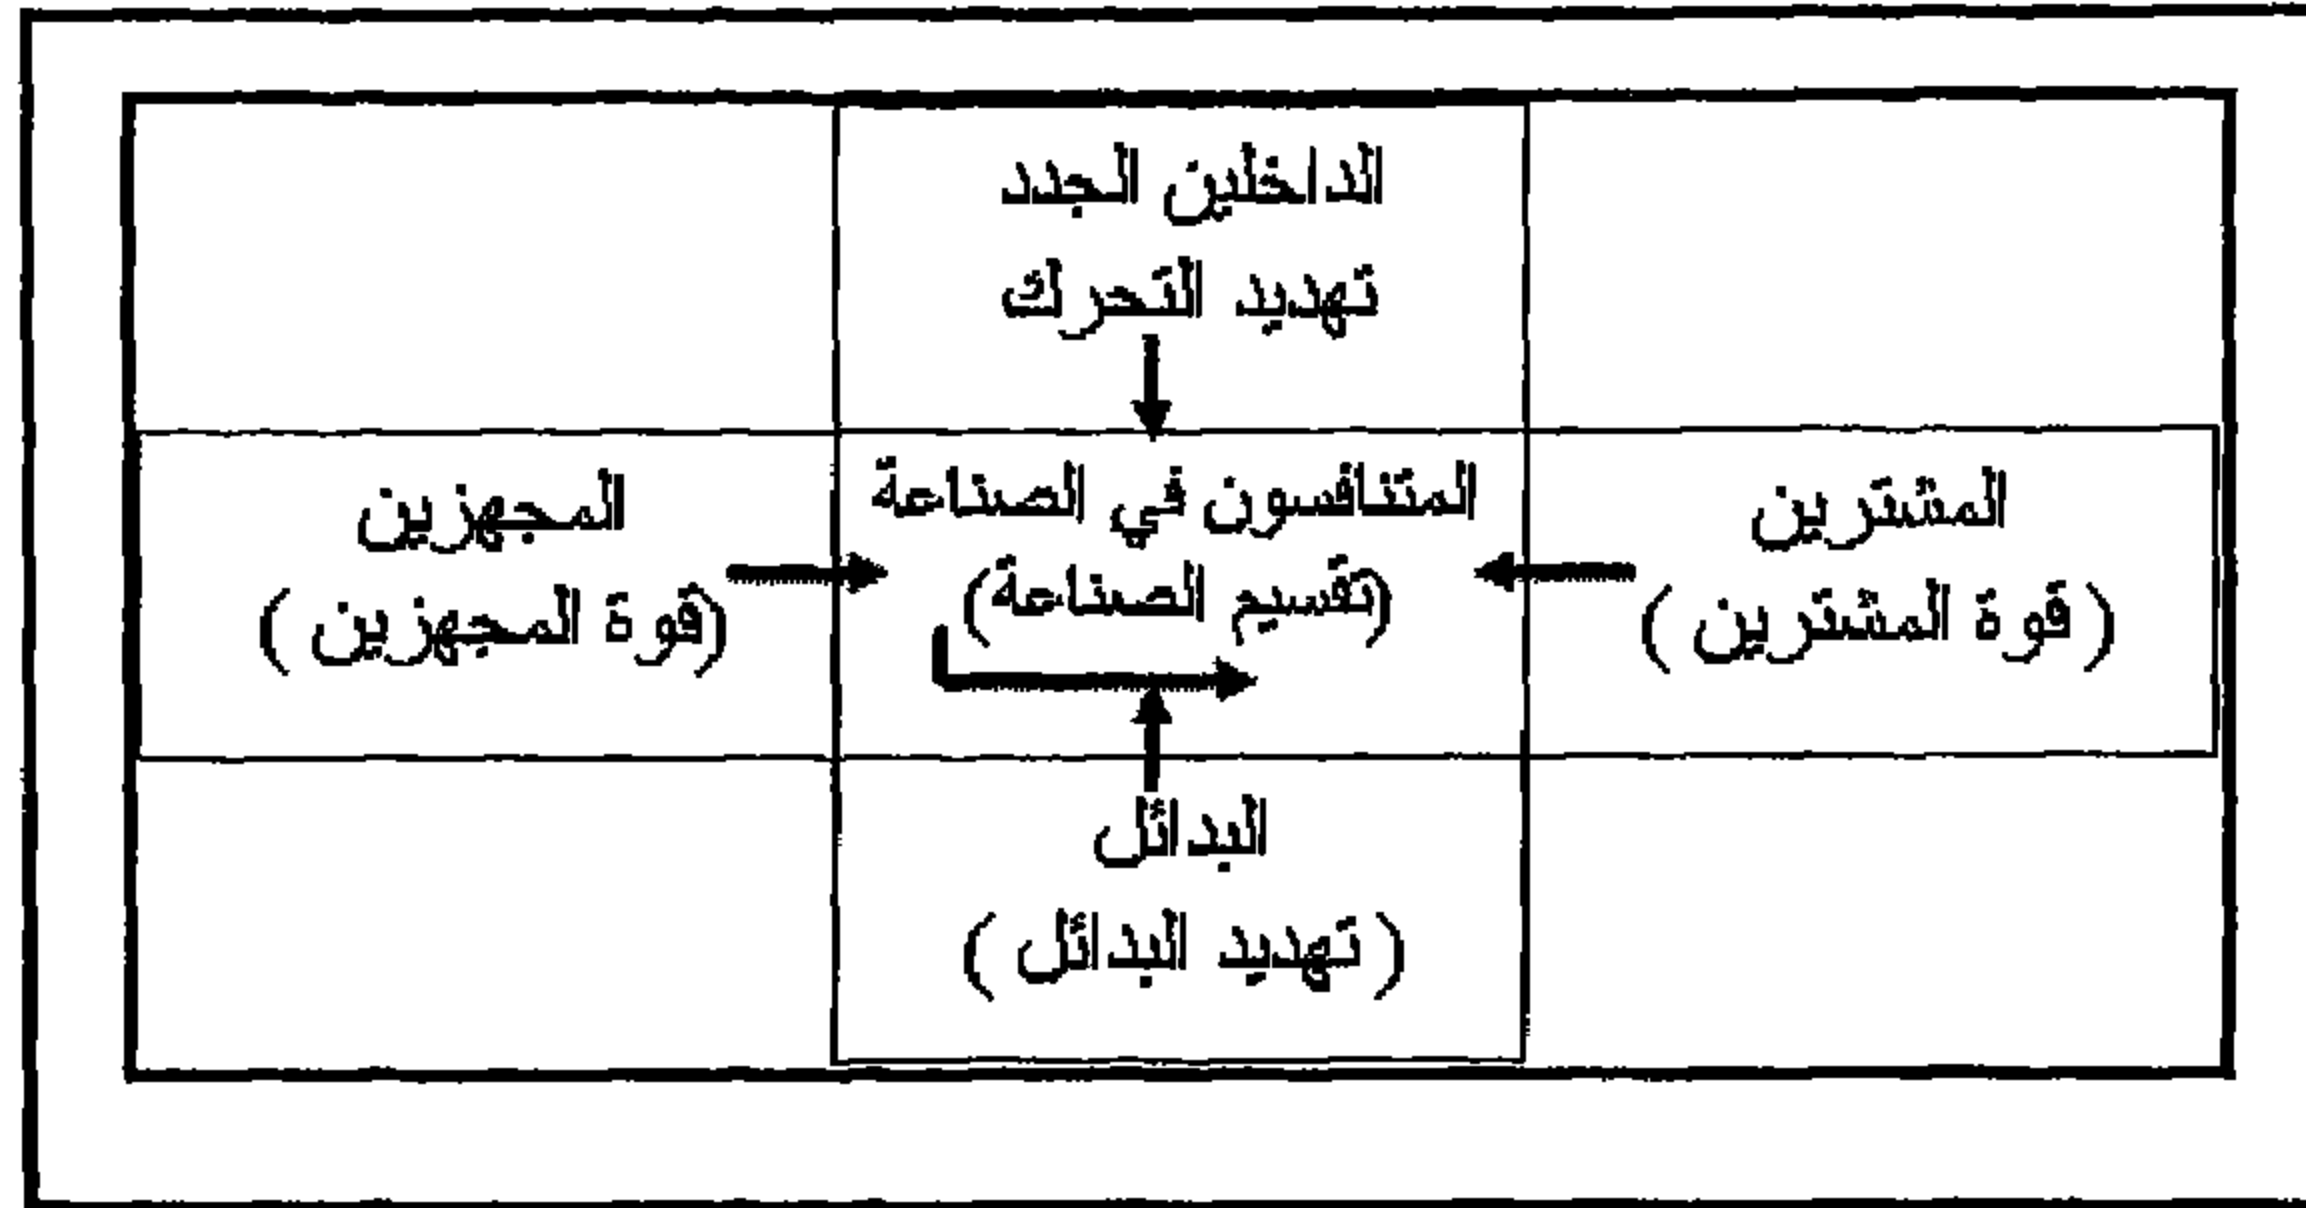 الداخلين الجدد
تهديد التحرك
المشترين
( قوة المشترين )
المتنافسون في الصناعة
(تقسيم الصناعة)
المجهزين
(قوة المجهزين )
البدائل
( تهديد البدائل )